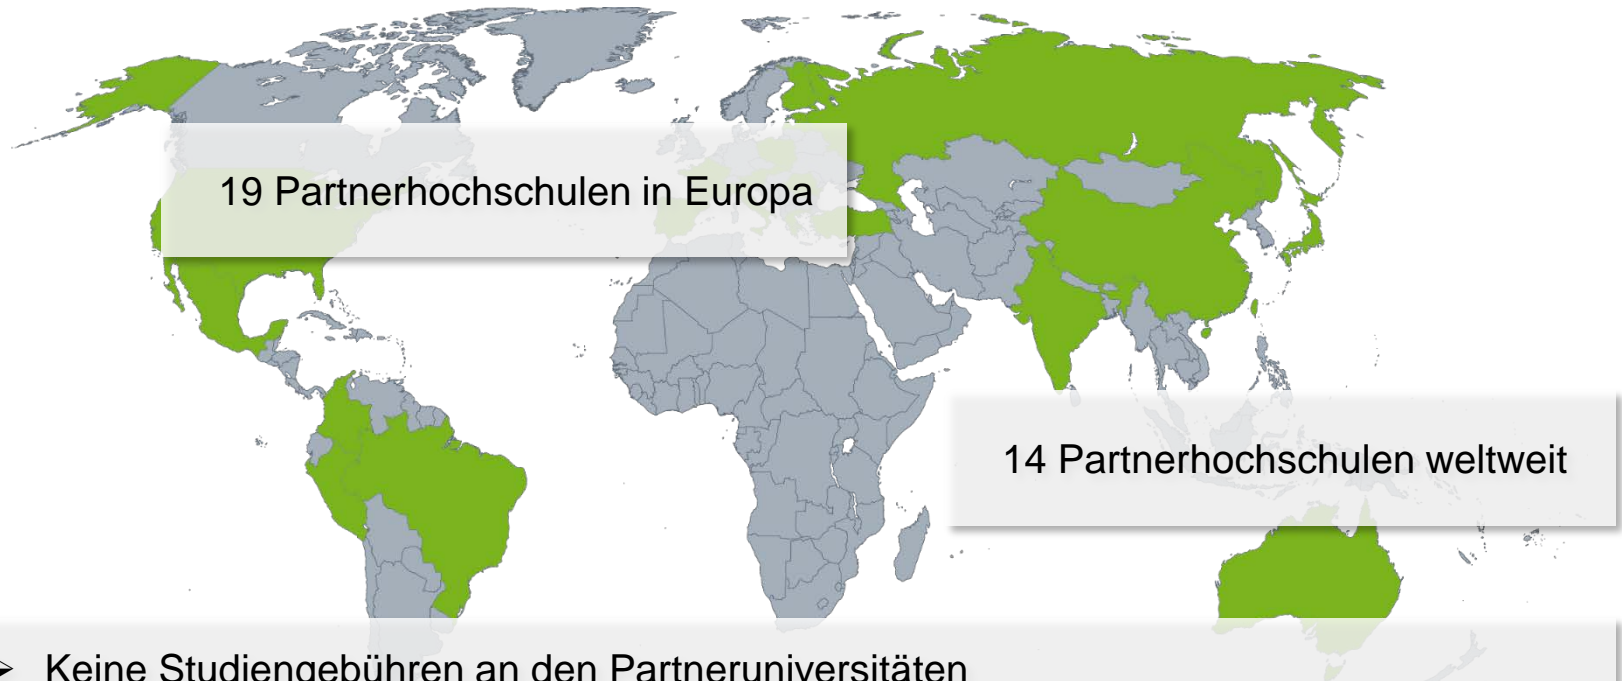 19 Partnerhochschulen in Europa
14 Partnerhochschulen weltweit
➢ Keine Studiengebühren an den Partneruniversitäten